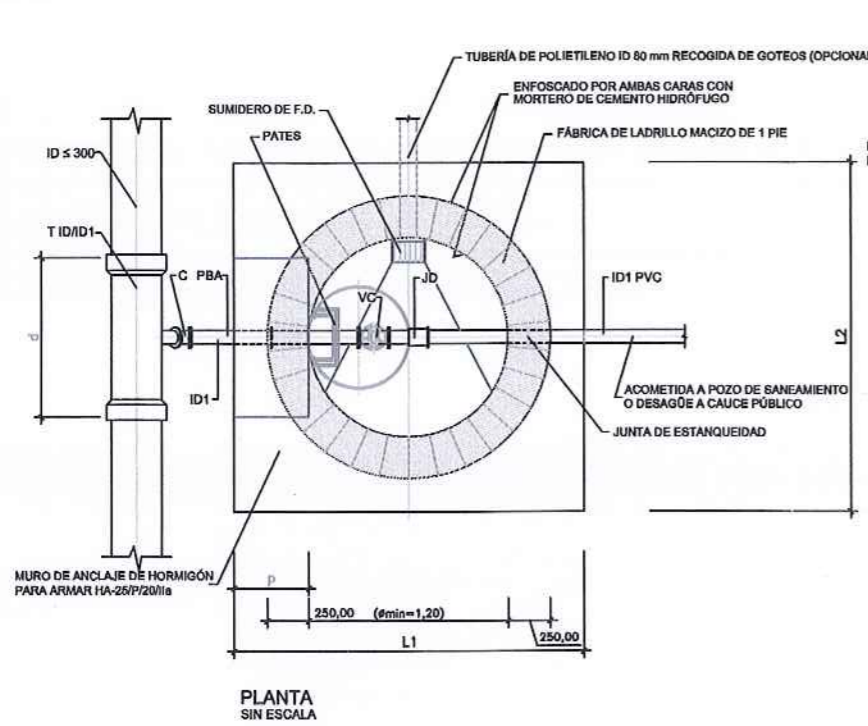 TUBERÍA DE POLIETILENO ID 80 mm RECOGIDA DE GOTEOS (OPCIONAL
SUMIDERO DE F.D.
ENFOSCADO POR AMBAS CARAS CON
MORTERO DE CEMENTO HIDRÓFUGO
PATES
FÁBRICA DE LADRILLO MACIZO DE 1 PIE
ID ≤ 300
T ID/ID1
C PBA
VC
JD
ID1 PVC
d
L2
ID1
ACOMETIDA A POZO DE SANEAMIENTO
O DESAGÜE A CAUCE PÚBLICO
JUNTA DE ESTANQUEIDAD
MURO DE ANCLAJE DE HORMIGÓN
PARA ARMAR HA-25/P/20/IIa
p
250,00 (ømin=1,20)
250,00
L1
PLANTA
SIN ESCALA